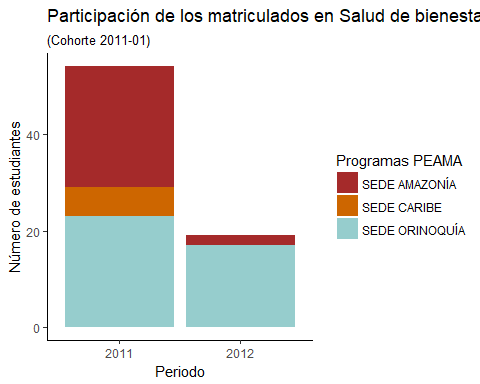 Participación de los matriculados en Salud de bienesta
(Cohorte 2011-01)
Número de estudiantes
40
20
0
2011
2012
Periodo
Programas PEAMA
SEDE AMAZONÍA
SEDE CARIBE
SEDE ORINOQUÍA